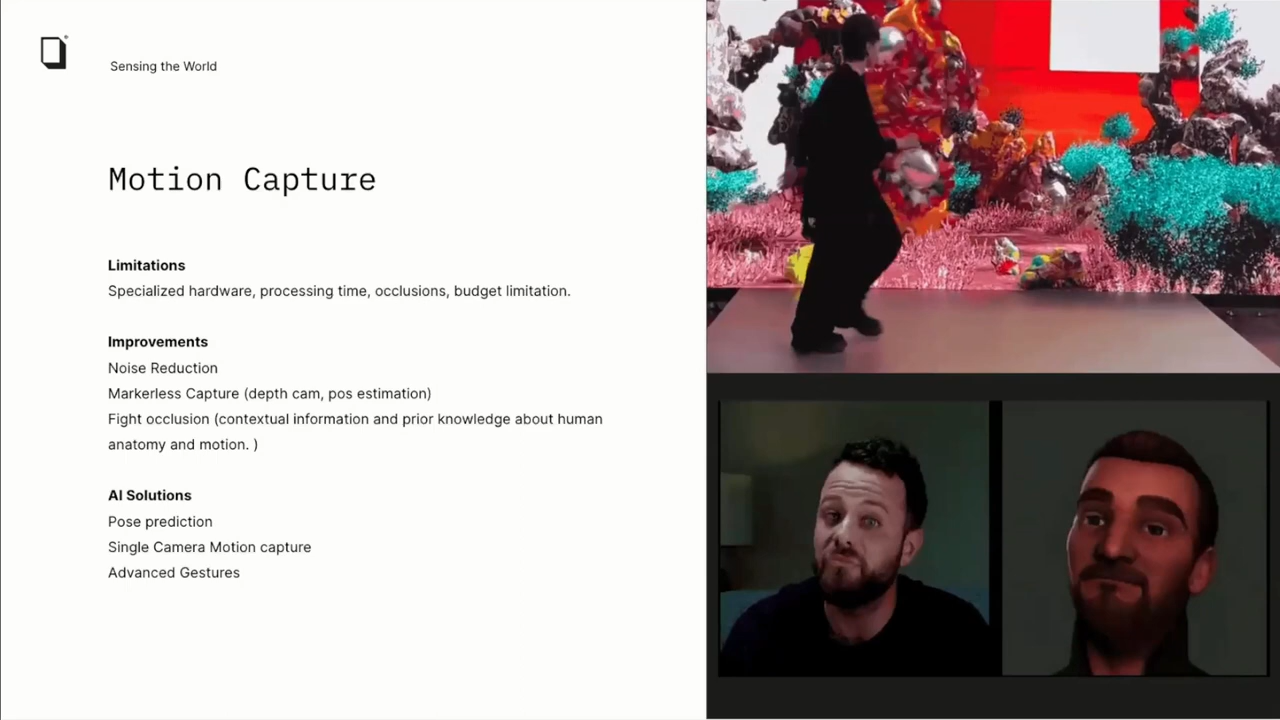 Sensing the World
Motion Capture
Limitations
Specialized hardware, processing time, occlusions, budget limitation.
Improvements
Noise Reduction
Markerless Capture (depth cam, pos estimation)
Fight occlusion (contextual information and prior knowledge about human
anatomy and motion. )
AI Solutions
Pose prediction
Single Camera Motion capture
Advanced Gestures